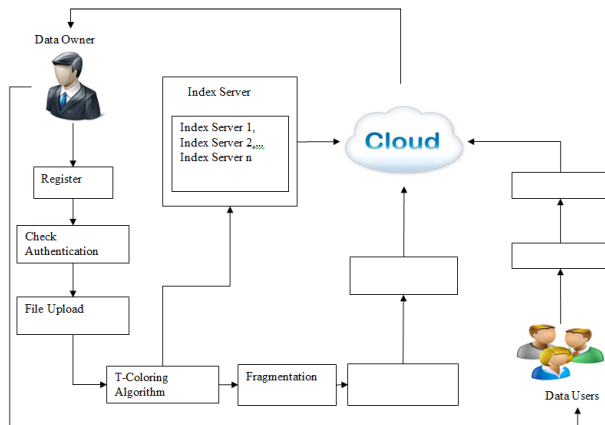 Data Owner
Index Server
Index Server 1,
Index Server 2,....
Index Server n
Cloud
Register
Check
Authentication
File Upload
T-Coloring
Algorithm
Fragmentation
Data Users